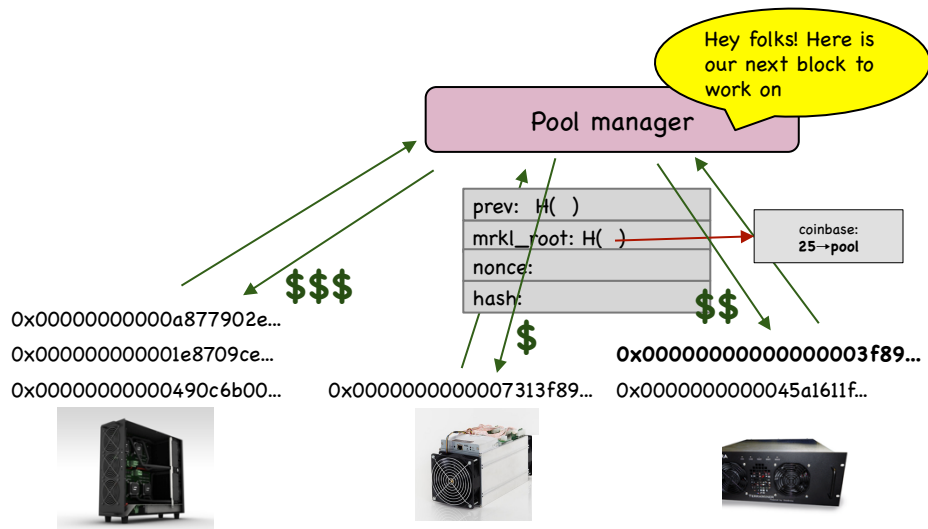 Hey folks! Here is
our next block to
work on
Pool manager
prev: H( )
mrkl_root: H( )
nonce:
hash:
coinbase:
25→pool
$$$
$
$$
0x00000000000a877902e...
0x000000000001e8709ce...
0x00000000000490c6b00...
0x0000000000007313f89...
0x00000000000000003f89...
0x0000000000045a1611f...